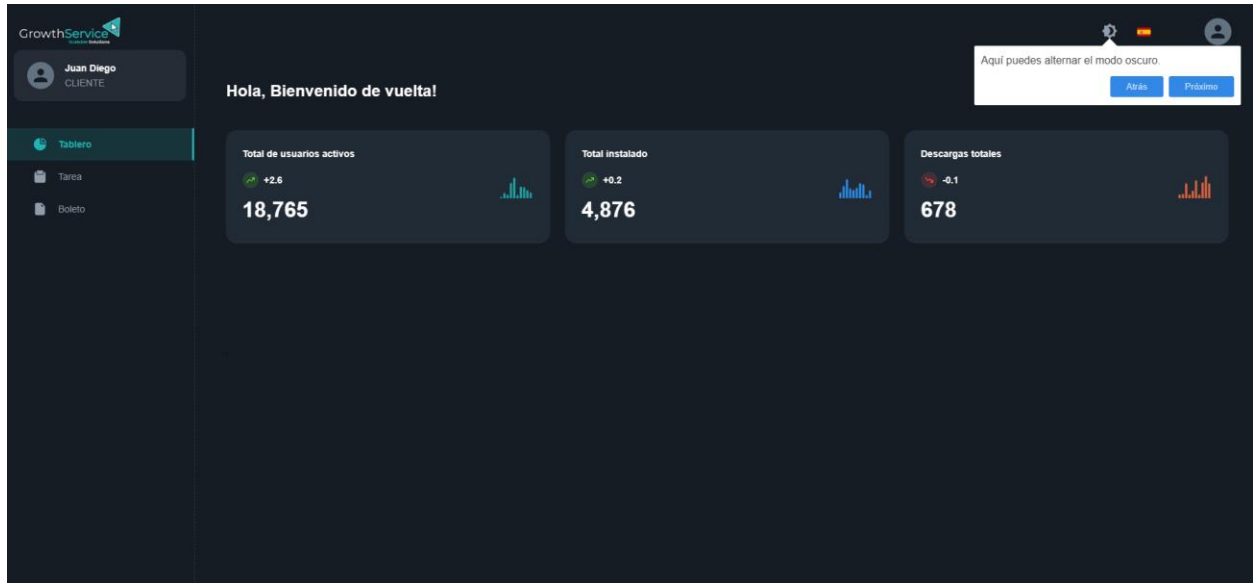 GrowthService
Scalable Solutions
Juan Diego
CLIENTE
Tablero
Tarea
Boleto
Aquí puedes alternar el modo oscuro.
Atrás
Próximo
Hola, Bienvenido de vuelta!
Total de usuarios activos
+2.6
18,765
Total instalado
+0.2
4,876
Descargas totales
-0.1
678